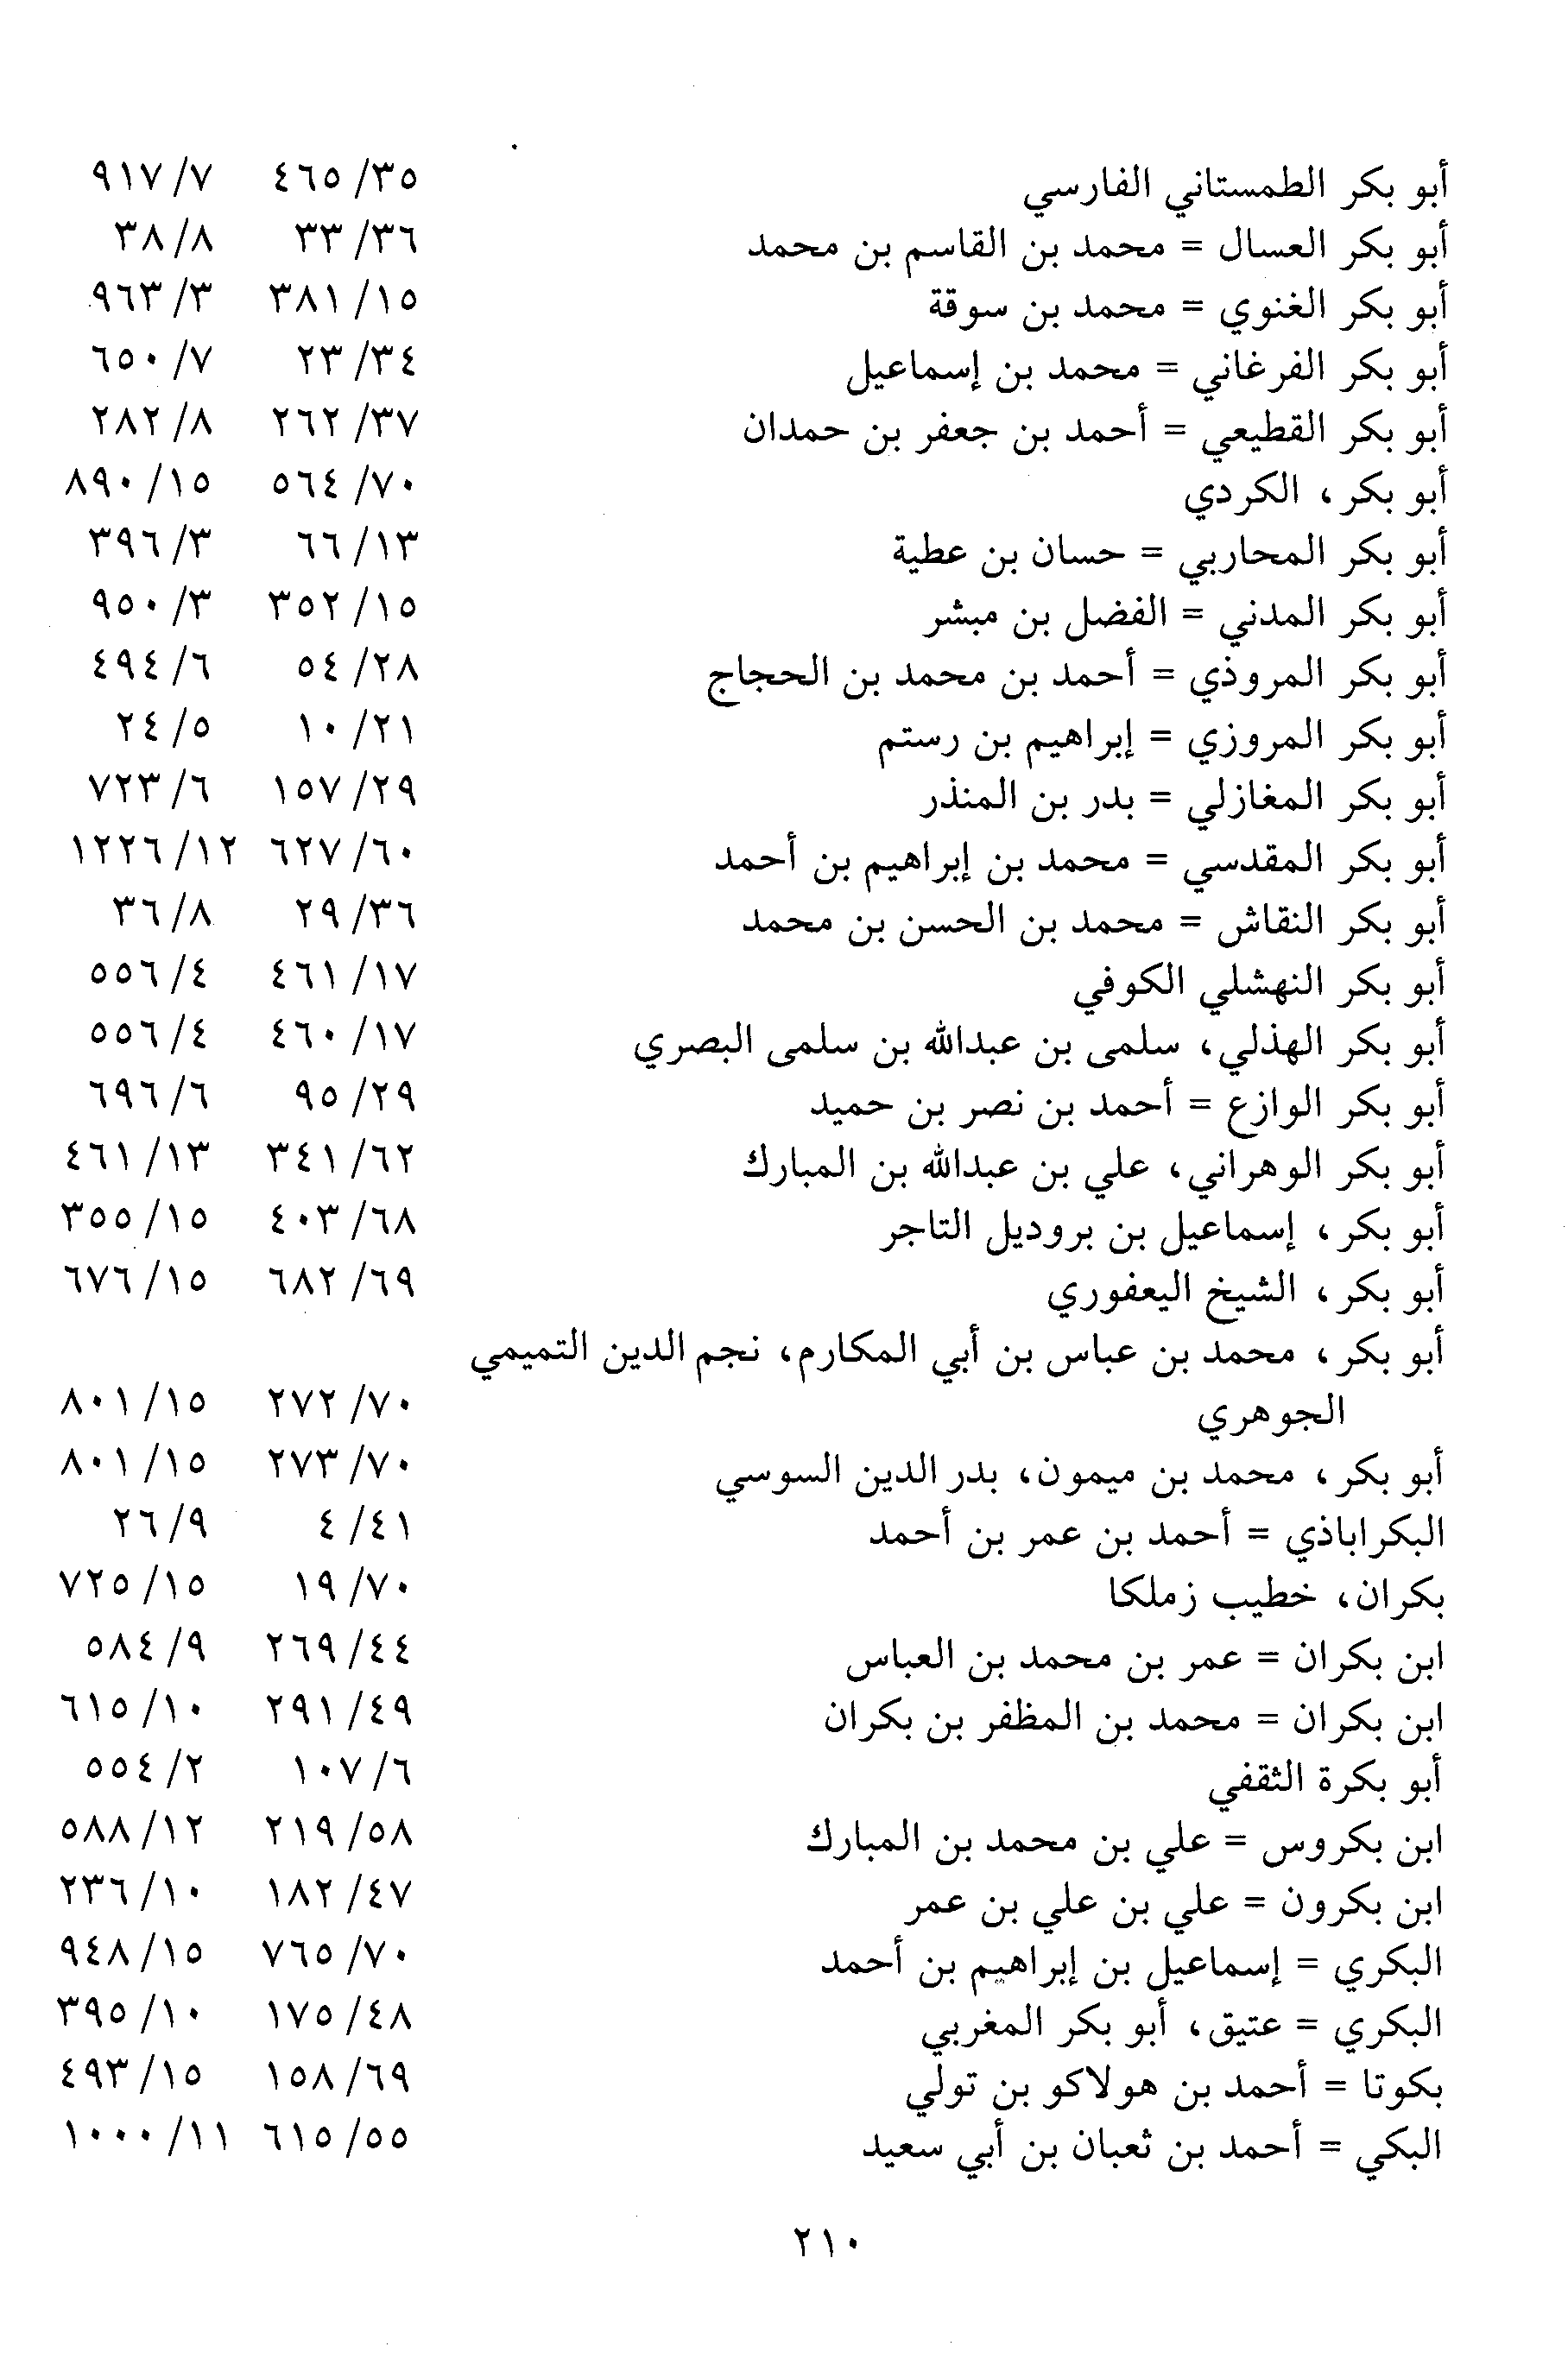 أبو بكر الطمستاني الفارسي ٣٥/ ٤٦٥ ٧/ ٩١٧
أبو بكر العسال = محمد بن القاسم بن محمد ٣٦/ ٣٣ ٨/ ٣٨
أبو بكر الغنوي = محمد بن سوقة ١٥/ ٣٨١ ٣/ ٩٦٣
أبو بكر الفرغاني = محمد بن إسماعيل ٣٤/ ٢٣ ٧/ ٦٥٠
أبو بكر القطيعي = أحمد بن جعفر بن حمدان ٣٧/ ٢٦٢ ٨/ ٢٨٢
أبو بكر، الكردي ٧٠/ ٥٦٤ ١٥/ ٨٩٠
أبو بكر المحاربي = حسان بن عطية ١٣/ ٦٦ ٣/ ٣٩٦
أبو بكر المدني = الفضل بن مبشر ١٥/ ٣٥٢ ٣/ ٩٥٠
أبو بكر المروذي = أحمد بن محمد بن الحجاج ٢٨/ ٥٤ ٦/ ٤٩٤
أبو بكر المروزي = إبراهيم بن رستم ٢١/ ١٠ ٥/ ٢٤
أبو بكر المغازلي = بدر بن المنذر ٢٩/ ١٥٧ ٦/ ٧٢٣
أبو بكر المقدسي = محمد بن إبراهيم بن أحمد ٦٠/ ٦٢٧ ١٢/ ١٢٢٦
أبو بكر النقاش = محمد بن الحسن بن محمد ٣٦/ ٢٩ ٨/ ٣٦
أبو بكر النهشلي الكوفي ١٧/ ٤٦١ ٤/ ٥٥٦
أبو بكر الهذلي، سلمى بن عبدالله بن سلمى البصري ١٧/ ٤٦٠ ٤/ ٥٥٦
أبو بكر الوازع = أحمد بن نصر بن حميد ٢٩/ ٩٥ ٦/ ٦٩٦
أبو بكر الوهراني، علي بن عبدالله بن المبارك ٦٢/ ٣٤١ ١٣/ ٤٦١
أبو بكر، إسماعيل بن بروديل التاجر ٦٨/ ٤٠٣ ١٥/ ٣٥٥
أبو بكر، الشيخ اليعفوري ٦٩/ ٦٨٢ ١٥/ ٦٧٦
أبو بكر، محمد بن عباس بن أبي المكارم، نجم الدين التميمي
الجوهري ٧٠/ ٢٧٢ ١٥/ ٨٠١
أبو بكر، محمد بن ميمون، بدر الدين السوسي ٧٠/ ٢٧٣ ١٥/ ٨٠١
البكراباذي = أحمد بن عمر بن أحمد ٤١/ ٤ ٩/ ٢٦
بكران، خطيب زملكا ٧٠/ ١٩ ١٥/ ٧٢٥
ابن بكران = عمر بن محمد بن العباس ٤٤/ ٢٦٩ ٩/ ٥٨٤
ابن بكران = محمد بن المظفر بن بكران ٤٩/ ٢٩١ ١٠/ ٦١٥
أبو بكرة الثقفي ٦/ ١٠٧ ٢/ ٥٥٤
ابن بكروس = علي بن محمد بن المبارك ٥٨/ ٢١٩ ١٢/ ٥٨٨
ابن بكرون = علي بن علي بن عمر ٤٧/ ١٨٢ ١٠/ ٢٣٦
البكري = إسماعيل بن إبراهيم بن أحمد ٧٠/ ٧٦٥ ١٥/ ٩٤٨
البكري = عتيق، أبو بكر المغربي ٤٨/ ١٧٥ ١٠/ ٣٩٥
بكوتا = أحمد بن هولاكو بن تولي ٦٩/ ١٥٨ ١٥/ ٤٩٣
البكي = أحمد بن ثعبان بن أبي سعيد ٥٥/ ٦١٥ ١١/ ١٠٠٠
٢١٠